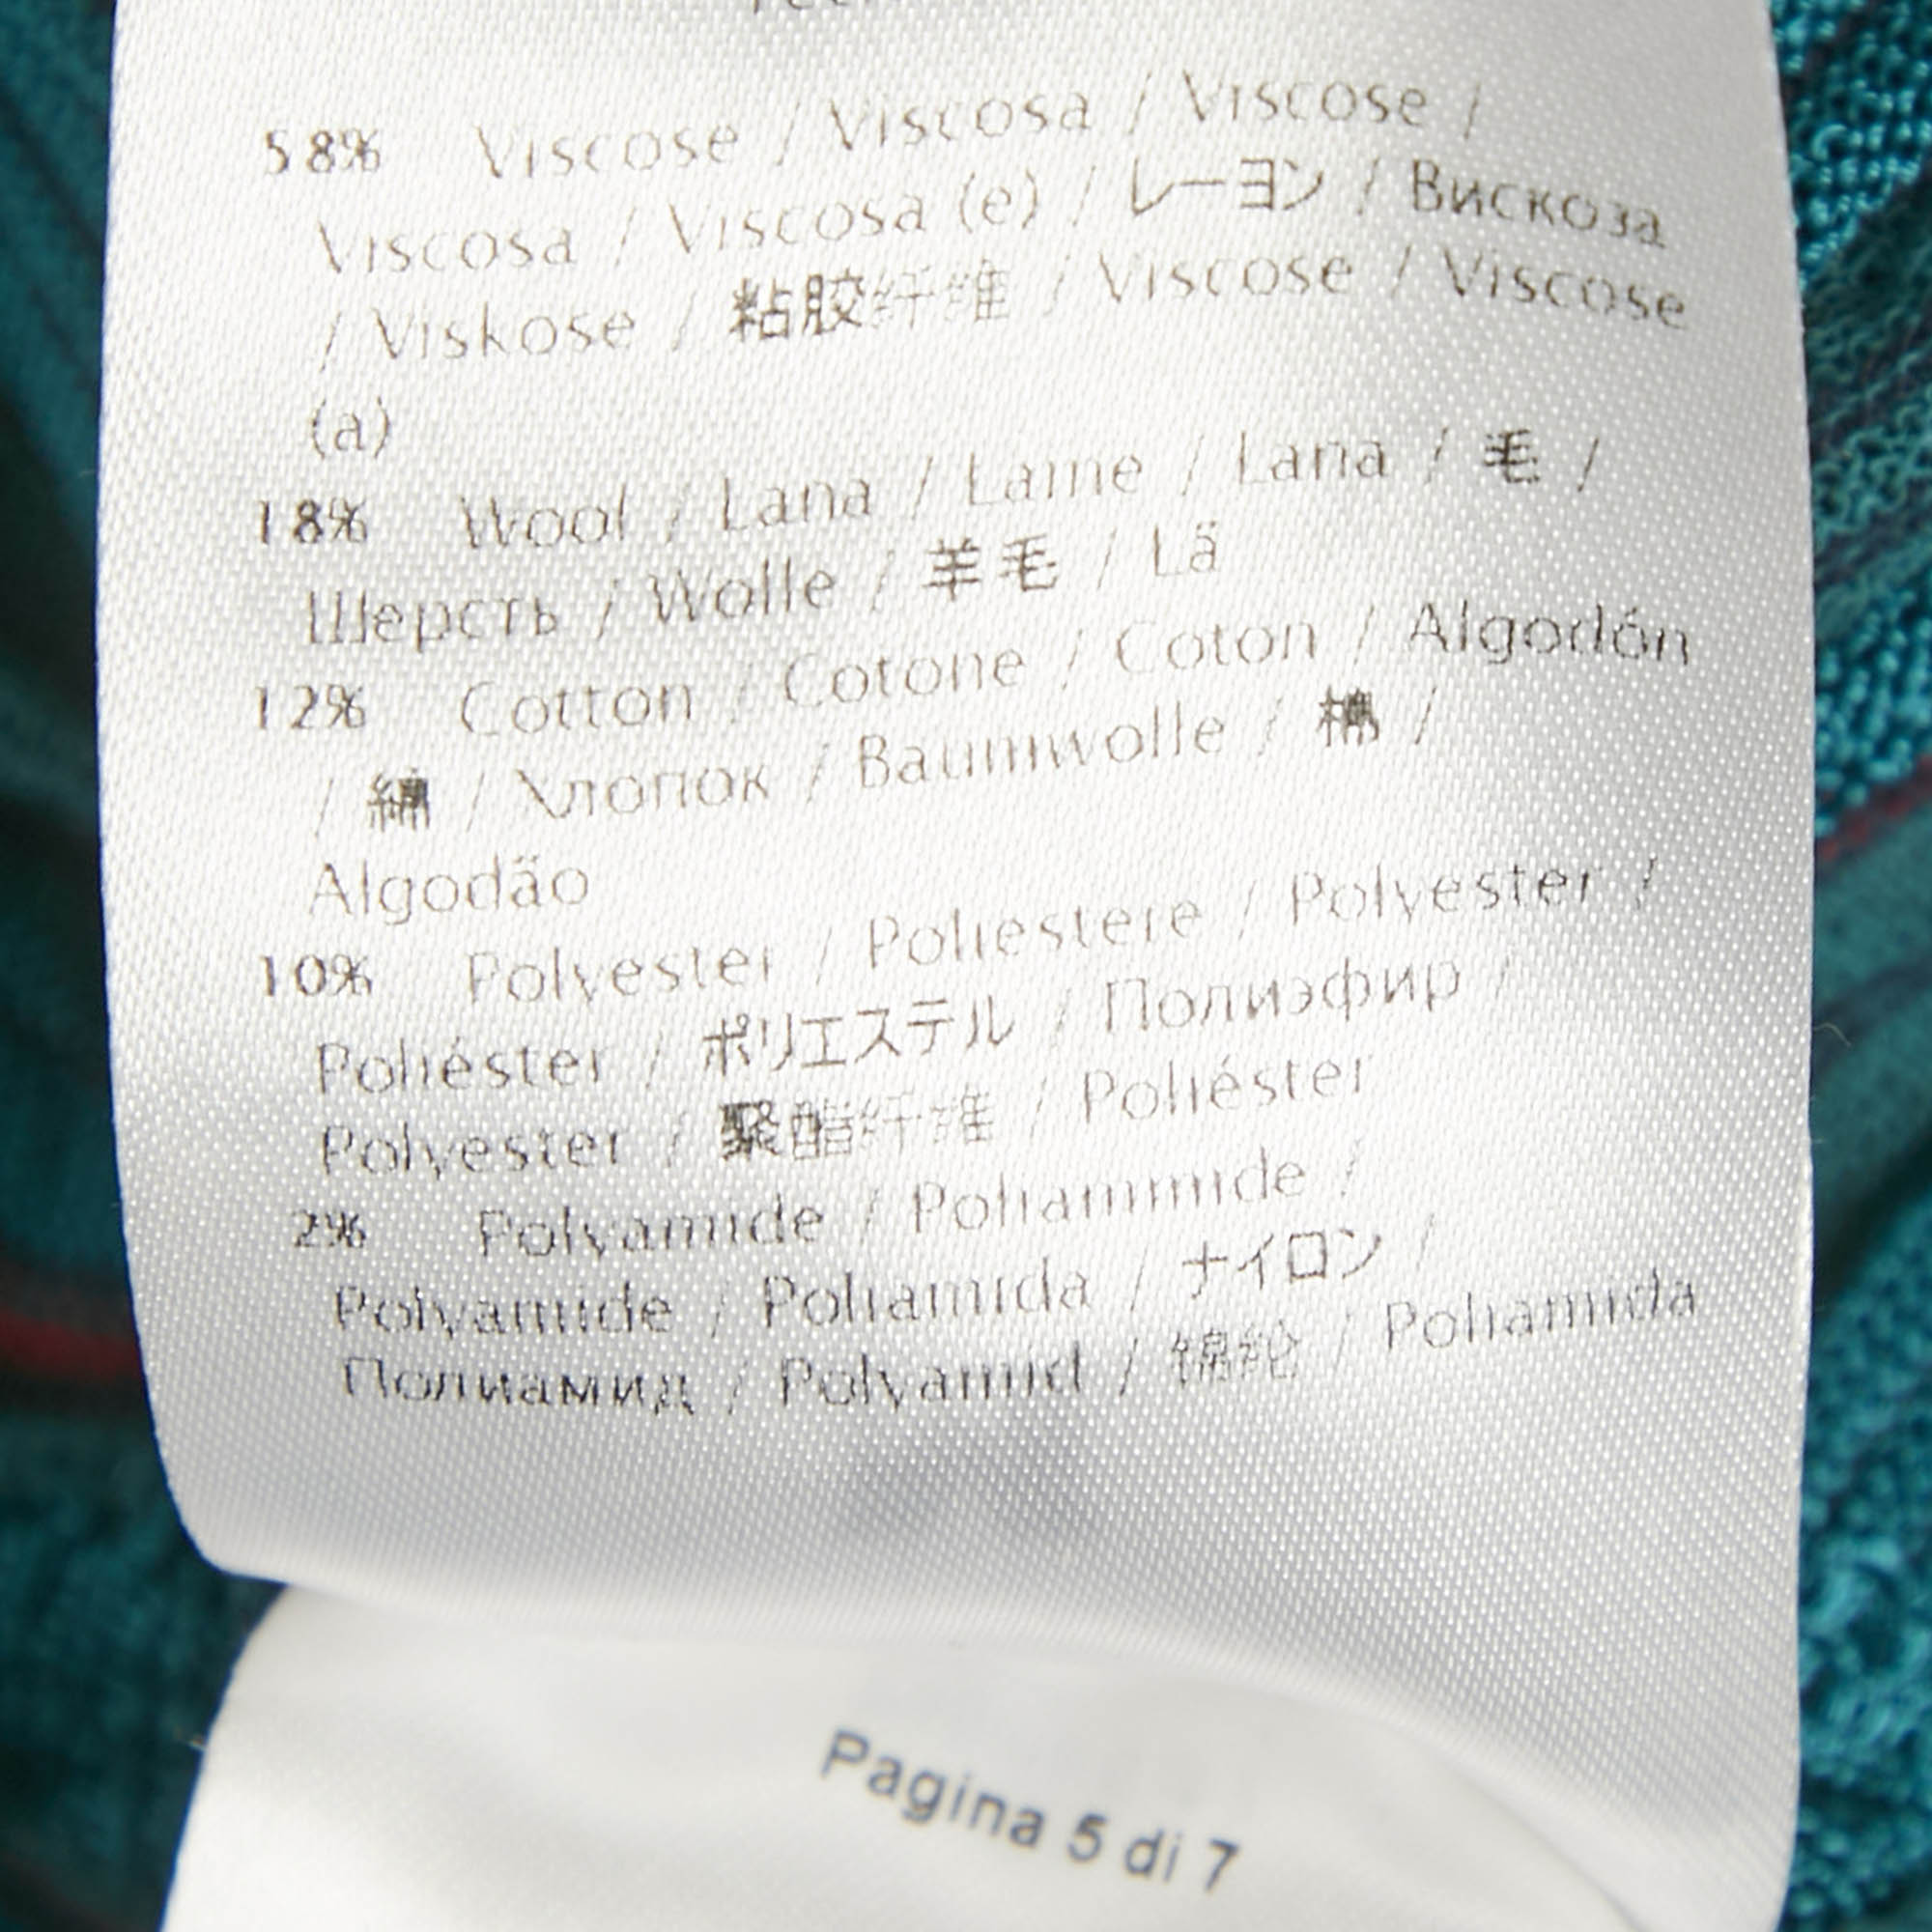 58% Viscose / Viscosa / Viscose /
Viscosa / Viscosa (e) / レーヨン / Вискоза
/ Viskose / 粘胶纤维 / Viscose / Viscose
(a)
18% Wool / Lana / Laine / Lana / 毛 /
Шерсть / Wolle / 羊毛 / Lã
12% Cotton / Cotone / Coton / Algodón
/ 綿 / Хлопок / Baumwolle / 棉 /
Algodão
10% Polyester / Poliestere / Polyester /
Poliéster / ポリエステル / Полиэфир /
Polyester / 聚酯纤维 / Poliéster
2% Polyamide / Poliammide /
Polyamide / Poliamida / ナイロン /
Полиамид / Polyamid / 锦纶 / Poliamida
Pagina 5 di 7